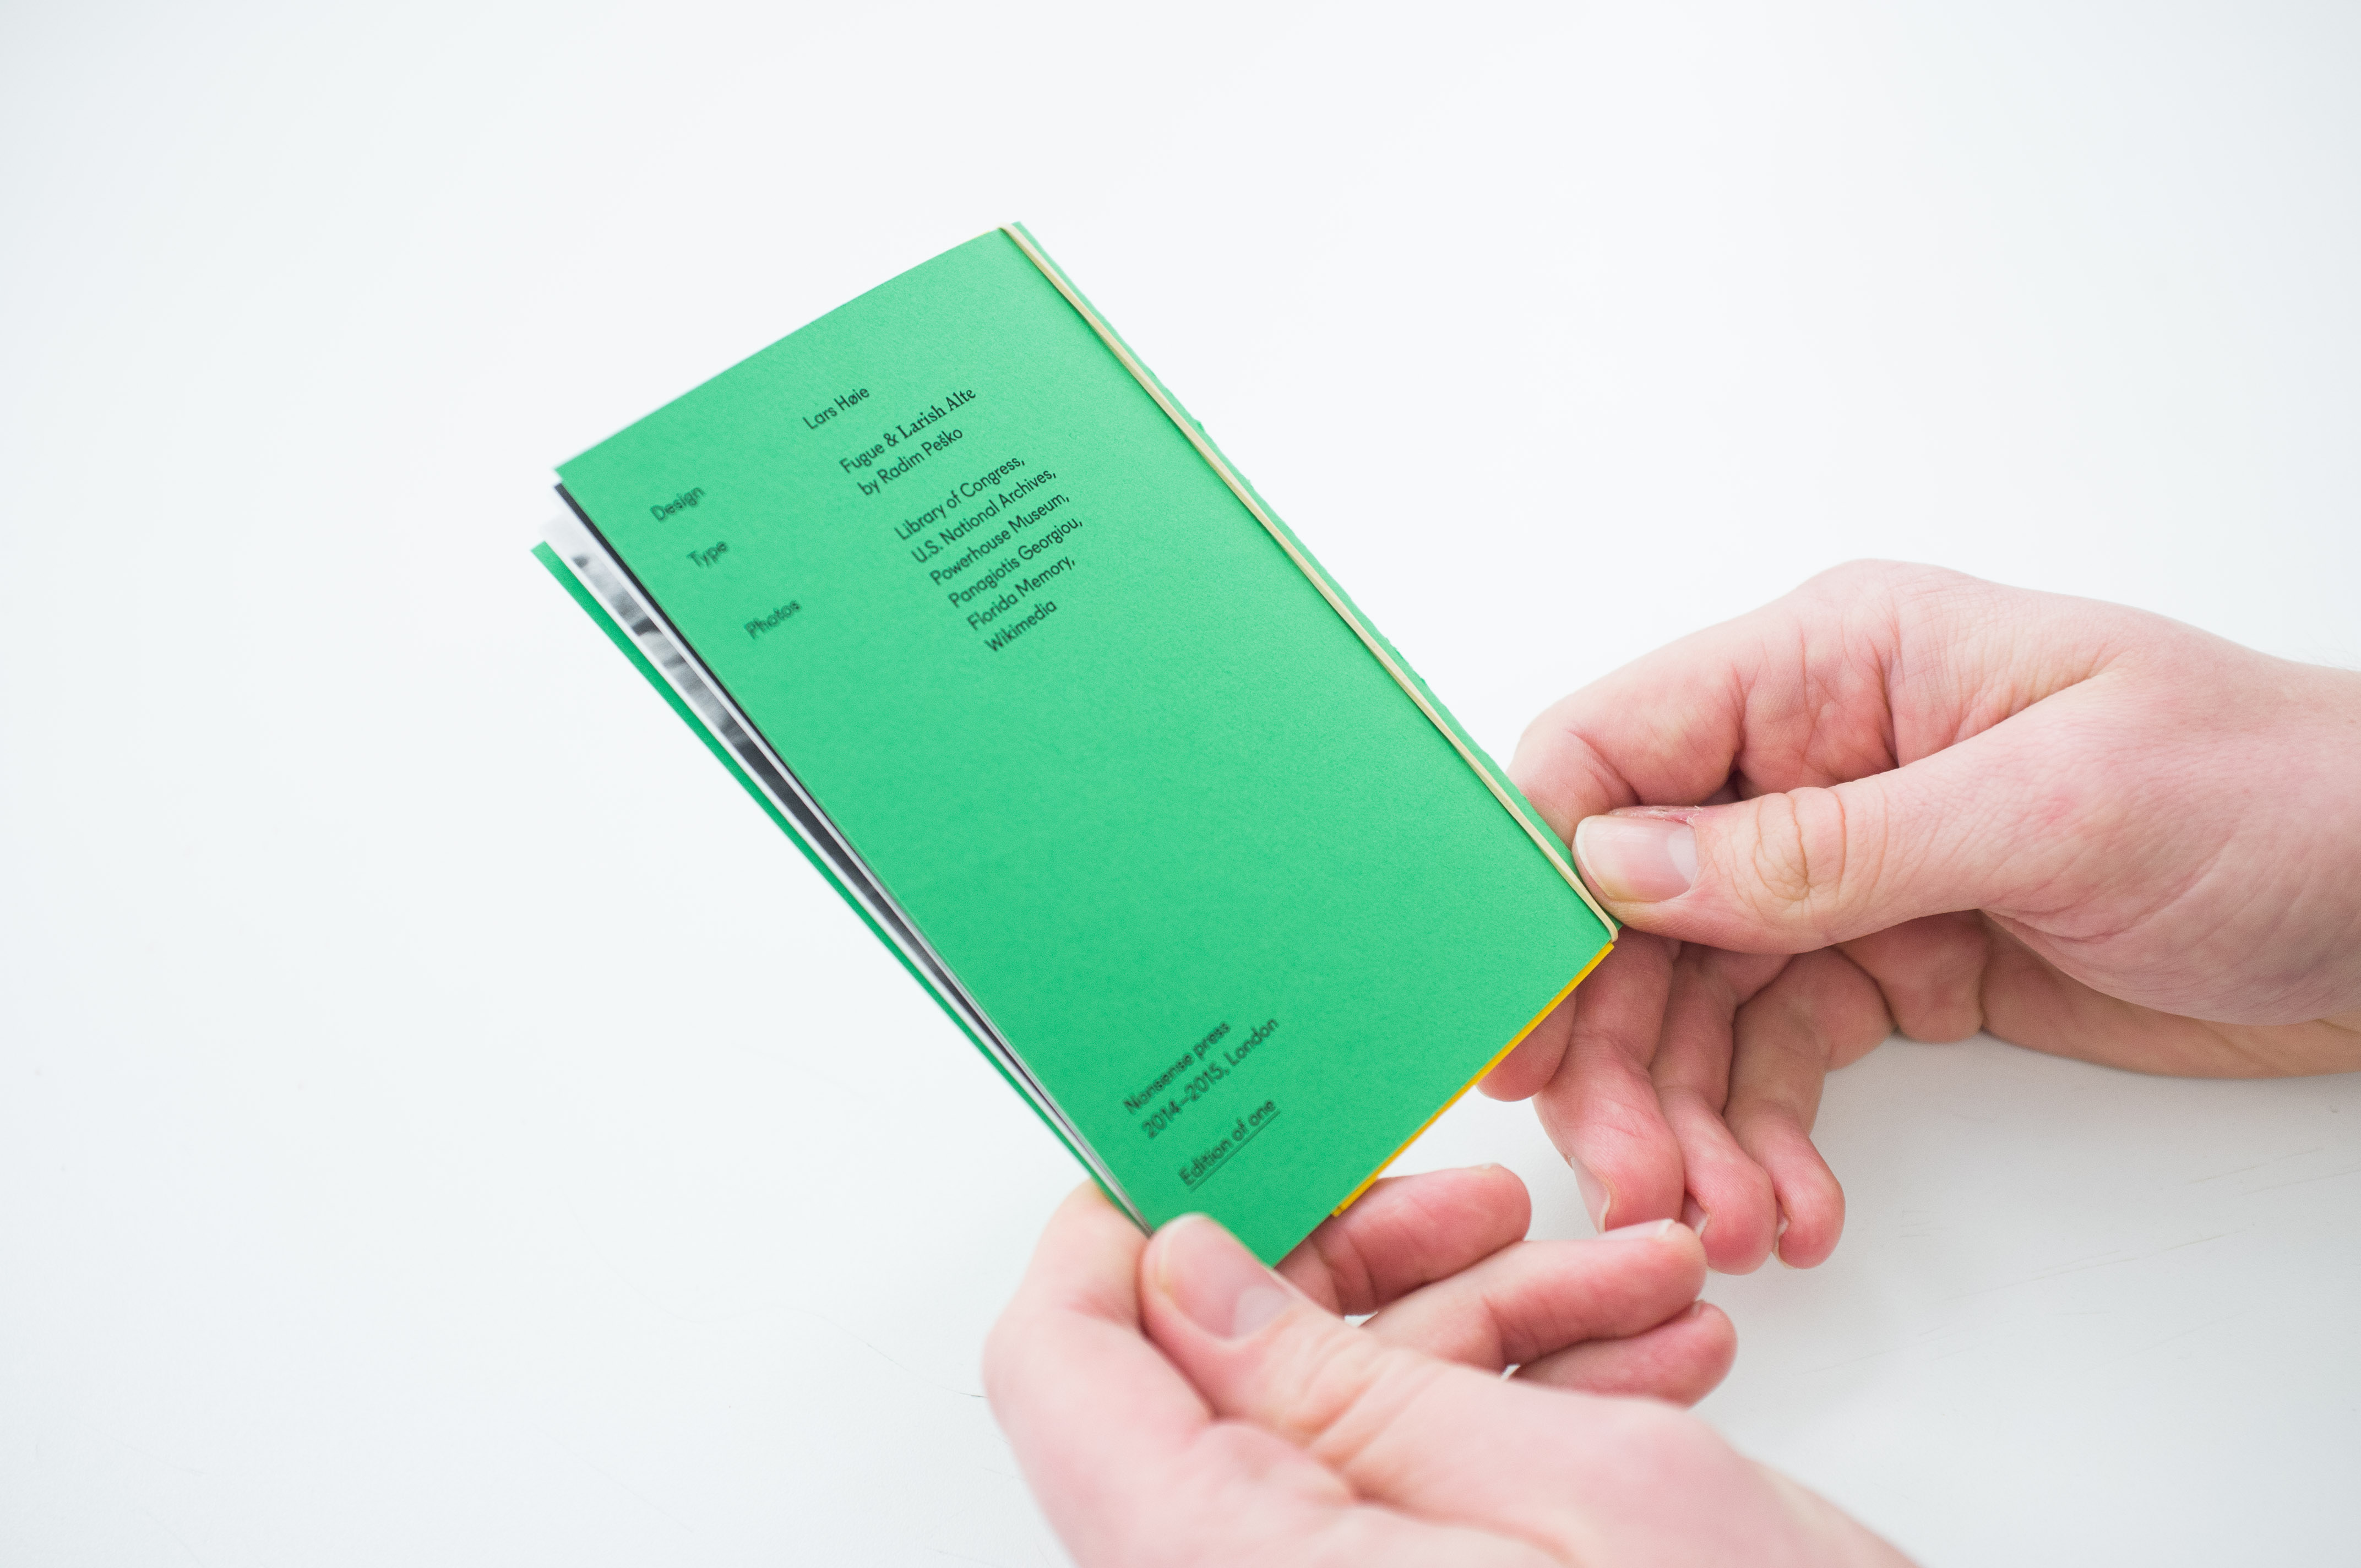 Design Lars Høie
Type Fugue & Larish Alte
by Radim Peško
Photos Library of Congress,
U.S. National Archives,
Powerhouse Museum,
Panagiotis Georgiou,
Florida Memory,
Wikimedia
Nonsense press
2014–2015, London
Edition of one